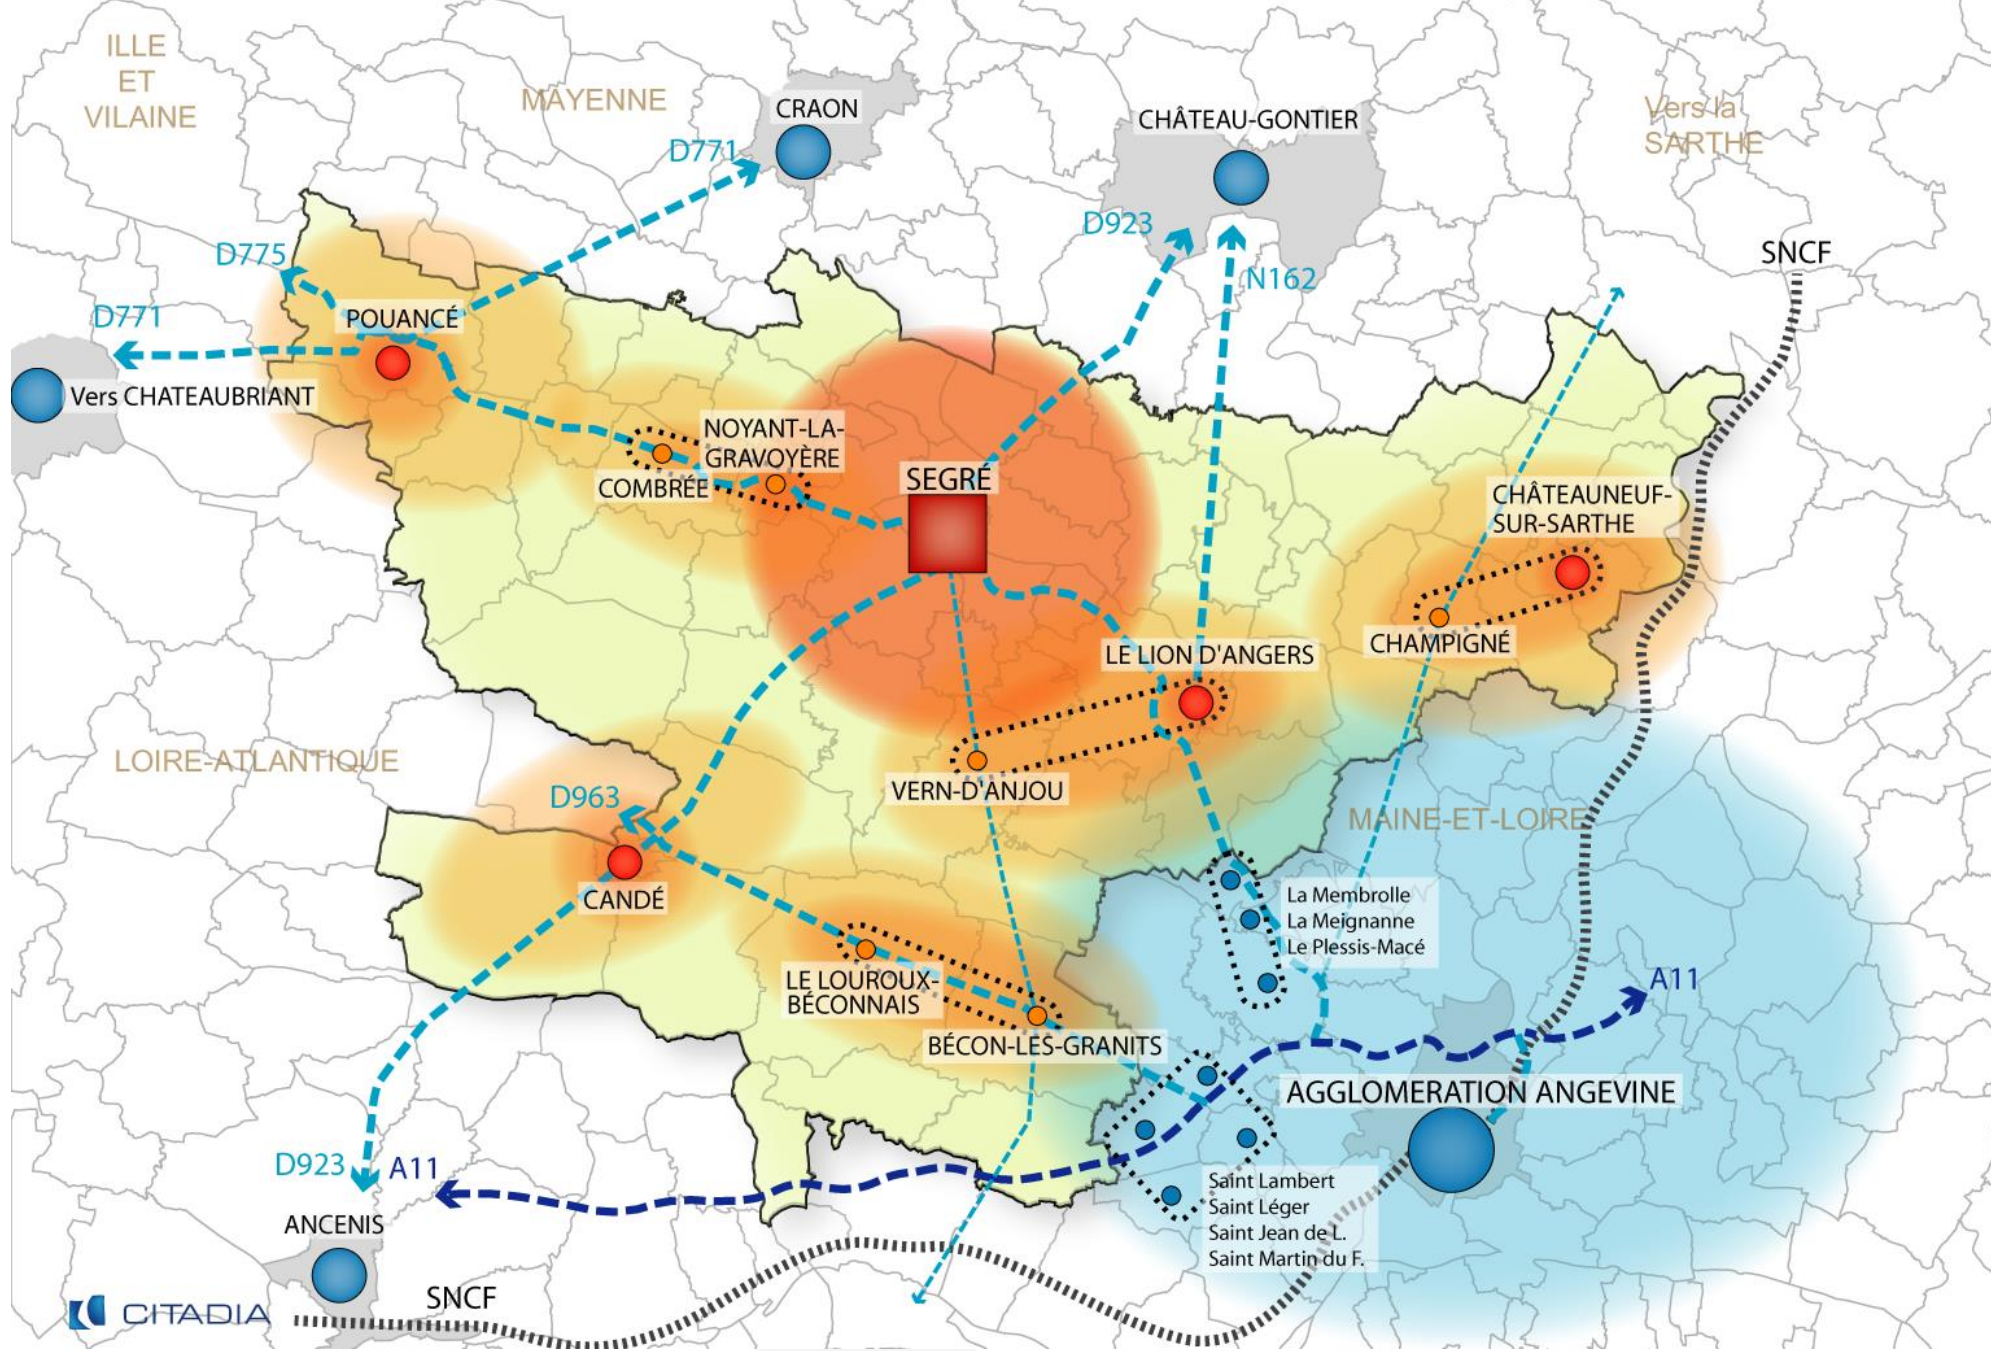 ILLE
ET
VILAINE
MAYENNE
CRAON
CHÂTEAU-GONTIER
Vers la
SARTHE
D771
D923
SNCF
D775
N162
D771
POUANCÉ
Vers CHATEAUBRIANT
NOYANT-LA-
GRAVOYÈRE
COMBRÉE
SEGRÉ
CHÂTEAUNEUF-
SUR-SARTHE
CHAMPIGNÉ
LE LION D'ANGERS
LOIRE-ATLANTIQUE
D963
VERN-D'ANJOU
MAINE-ET-LOIRE
CANDÉ
La Membrolle
La Meignanne
Le Plessis-Macé
LE LOUROUX-
BÉCONNAIS
A11
BÉCON-LES-GRANITS
AGGLOMERATION ANGEVINE
D923
A11
Saint Lambert
Saint Léger
Saint Jean de L.
Saint Martin du F.
ANCENIS
SNCF
CITADIA